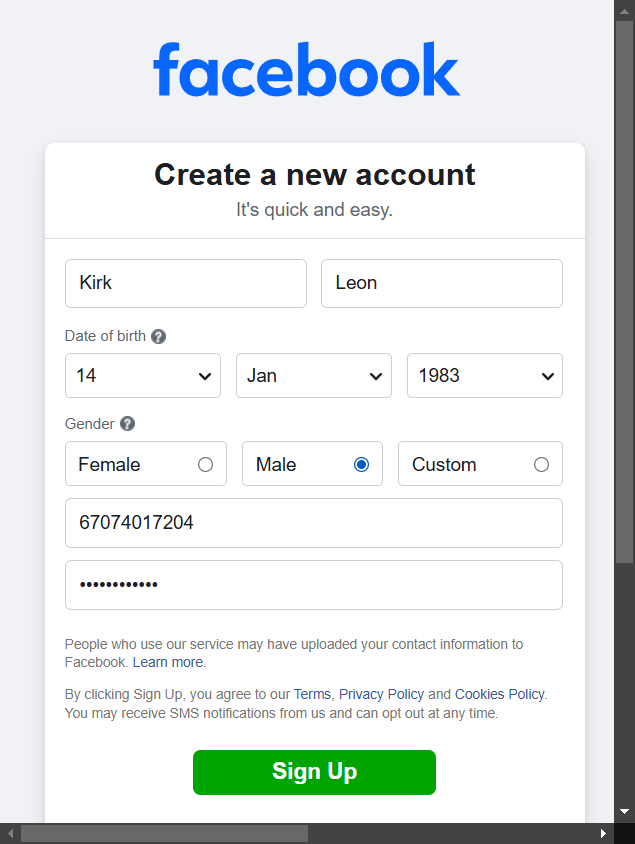 facebook
Create a new account
It's quick and easy.
Kirk Leon
Date of birth ?
14 Jan 1983
Gender ?
Female Male Custom
67074017204
••••••••••••
People who use our service may have uploaded your contact information to
Facebook. Learn more.
By clicking Sign Up, you agree to our Terms, Privacy Policy and Cookies Policy.
You may receive SMS notifications from us and can opt out at any time.
Sign Up